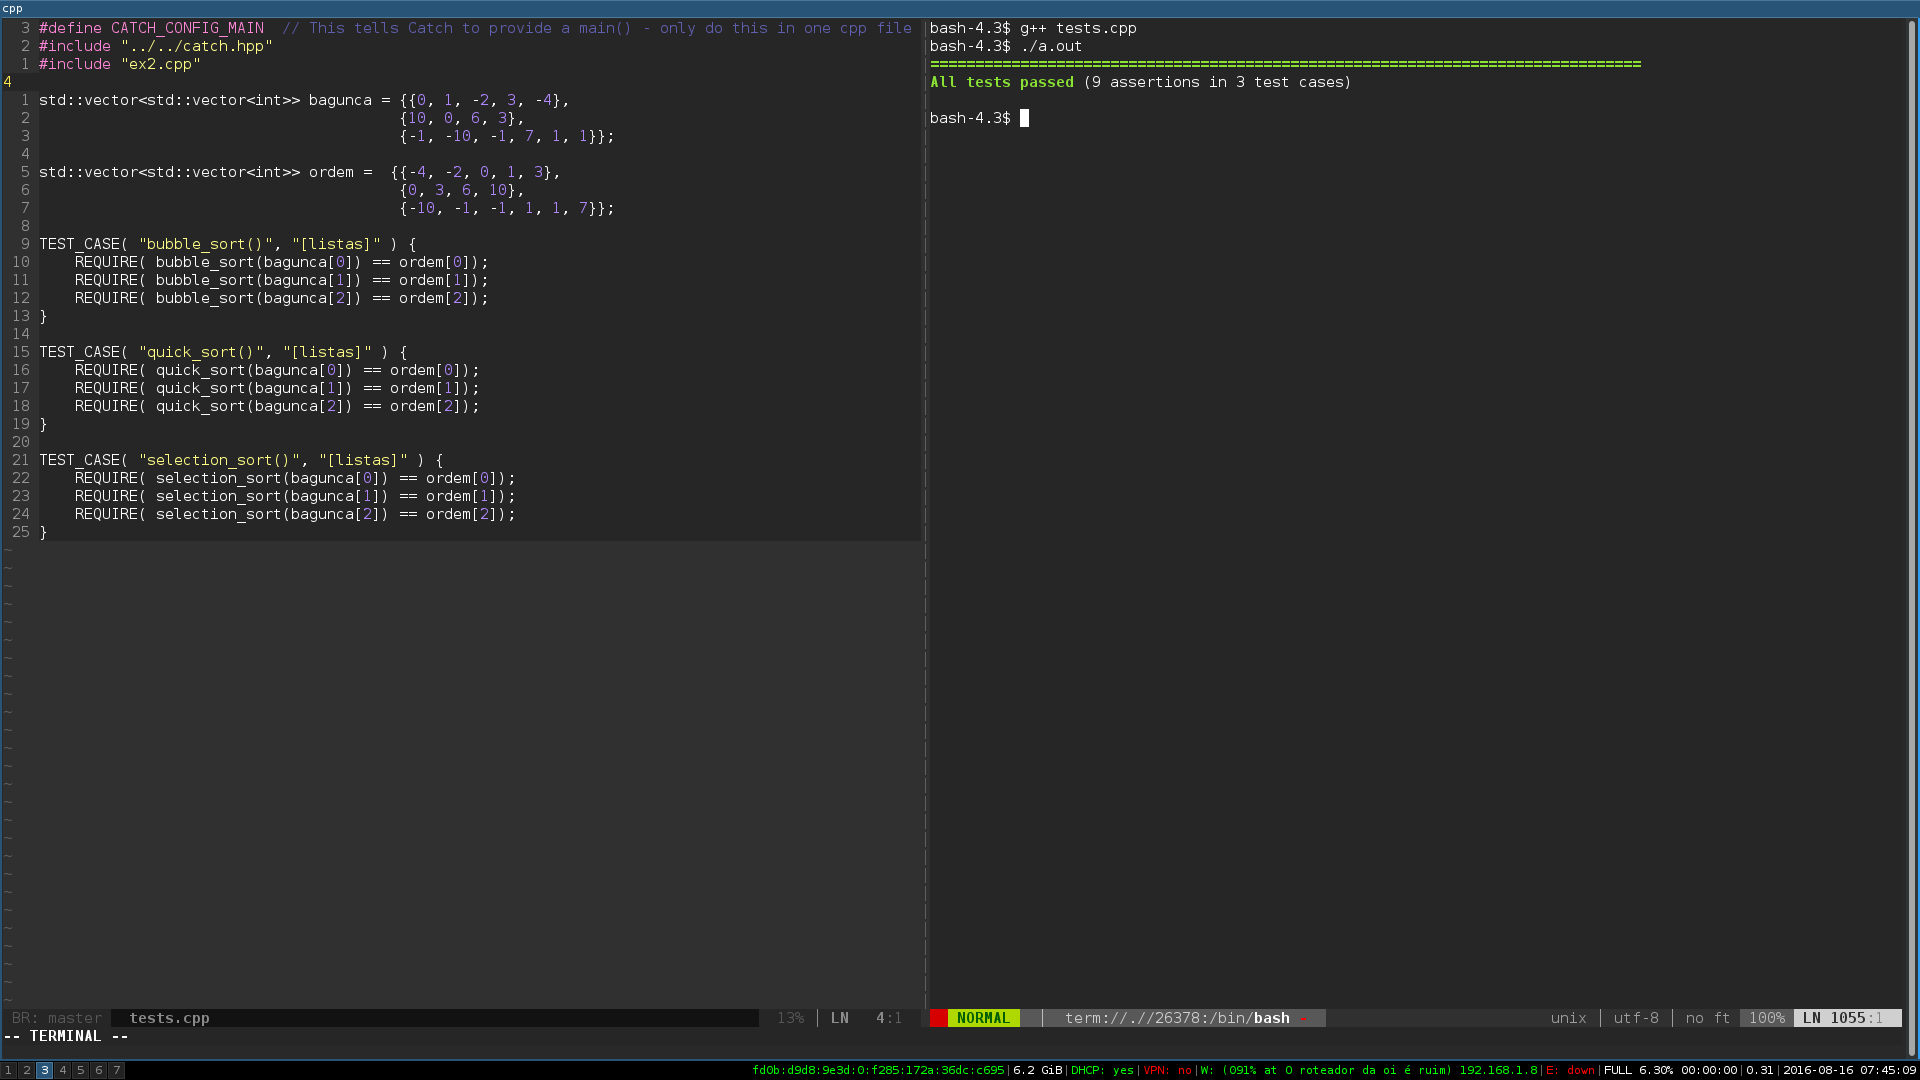 cpp
3 #define CATCH_CONFIG_MAIN  // This tells Catch to provide a main() - only do this in one cpp file
2 #include "../../catch.hpp"
1 #include "ex2.cpp"
4
1 std::vector<std::vector<int>> bagunca = {{0, 1, -2, 3, -4},
2                                         {10, 0, 6, 3},
3                                         {-1, -10, -1, 7, 1, 1}};
4
5 std::vector<std::vector<int>> ordem =  {{-4, -2, 0, 1, 3},
6                                         {0, 3, 6, 10},
7                                         {-10, -1, -1, 1, 1, 7}};
8
9 TEST_CASE( "bubble_sort()", "[listas]" ) {
10     REQUIRE( bubble_sort(bagunca[0]) == ordem[0]);
11     REQUIRE( bubble_sort(bagunca[1]) == ordem[1]);
12     REQUIRE( bubble_sort(bagunca[2]) == ordem[2]);
13 }
14
15 TEST_CASE( "quick_sort()", "[listas]" ) {
16     REQUIRE( quick_sort(bagunca[0]) == ordem[0]);
17     REQUIRE( quick_sort(bagunca[1]) == ordem[1]);
18     REQUIRE( quick_sort(bagunca[2]) == ordem[2]);
19 }
20
21 TEST_CASE( "selection_sort()", "[listas]" ) {
22     REQUIRE( selection_sort(bagunca[0]) == ordem[0]);
23     REQUIRE( selection_sort(bagunca[1]) == ordem[1]);
24     REQUIRE( selection_sort(bagunca[2]) == ordem[2]);
25 }
BR: master tests.cpp 13% | LN 4:1
-- TERMINAL --
bash-4.3$ g++ tests.cpp
bash-4.3$ ./a.out
===============================================================================
All tests passed (9 assertions in 3 test cases)
bash-4.3$
NORMAL | term://.//26378:/bin/bash - unix | utf-8 | no ft 100% LN 1055:1
1 2 3 4 5 6 7
fd0b:d9d8:9e3d:0:f285:172a:36dc:c695|6.2 GiB|DHCP: yes|VPN: no|W: (091% at O roteador da oi é ruim) 192.168.1.8|E: down|FULL 6.30% 00:00:00|0.31|2016-08-16 07:45:09